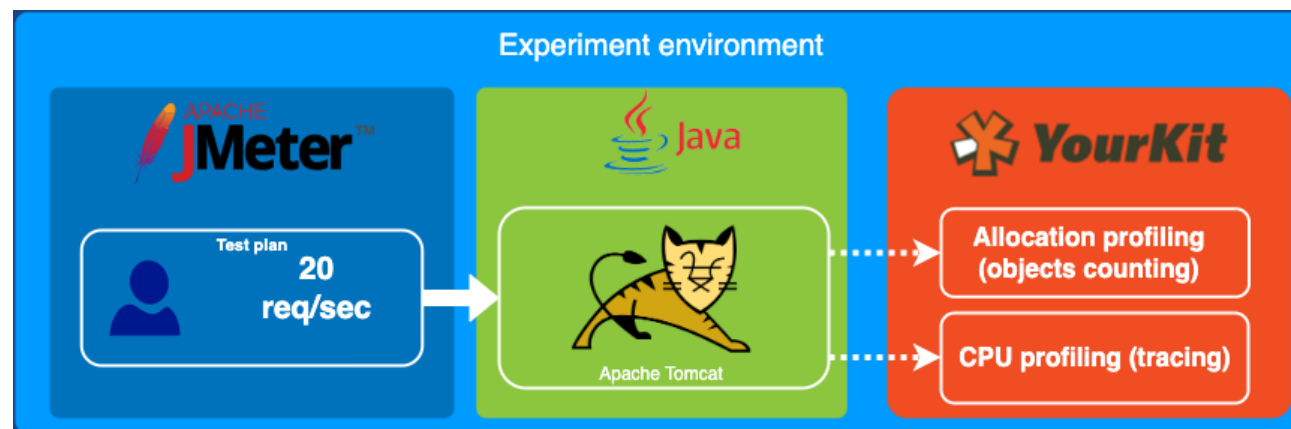 Experiment environment
APACHE
JMeter™
Test plan
20
req/sec
Java
Apache Tomcat
YourKit
Allocation profiling
(objects counting)
CPU profiling (tracing)